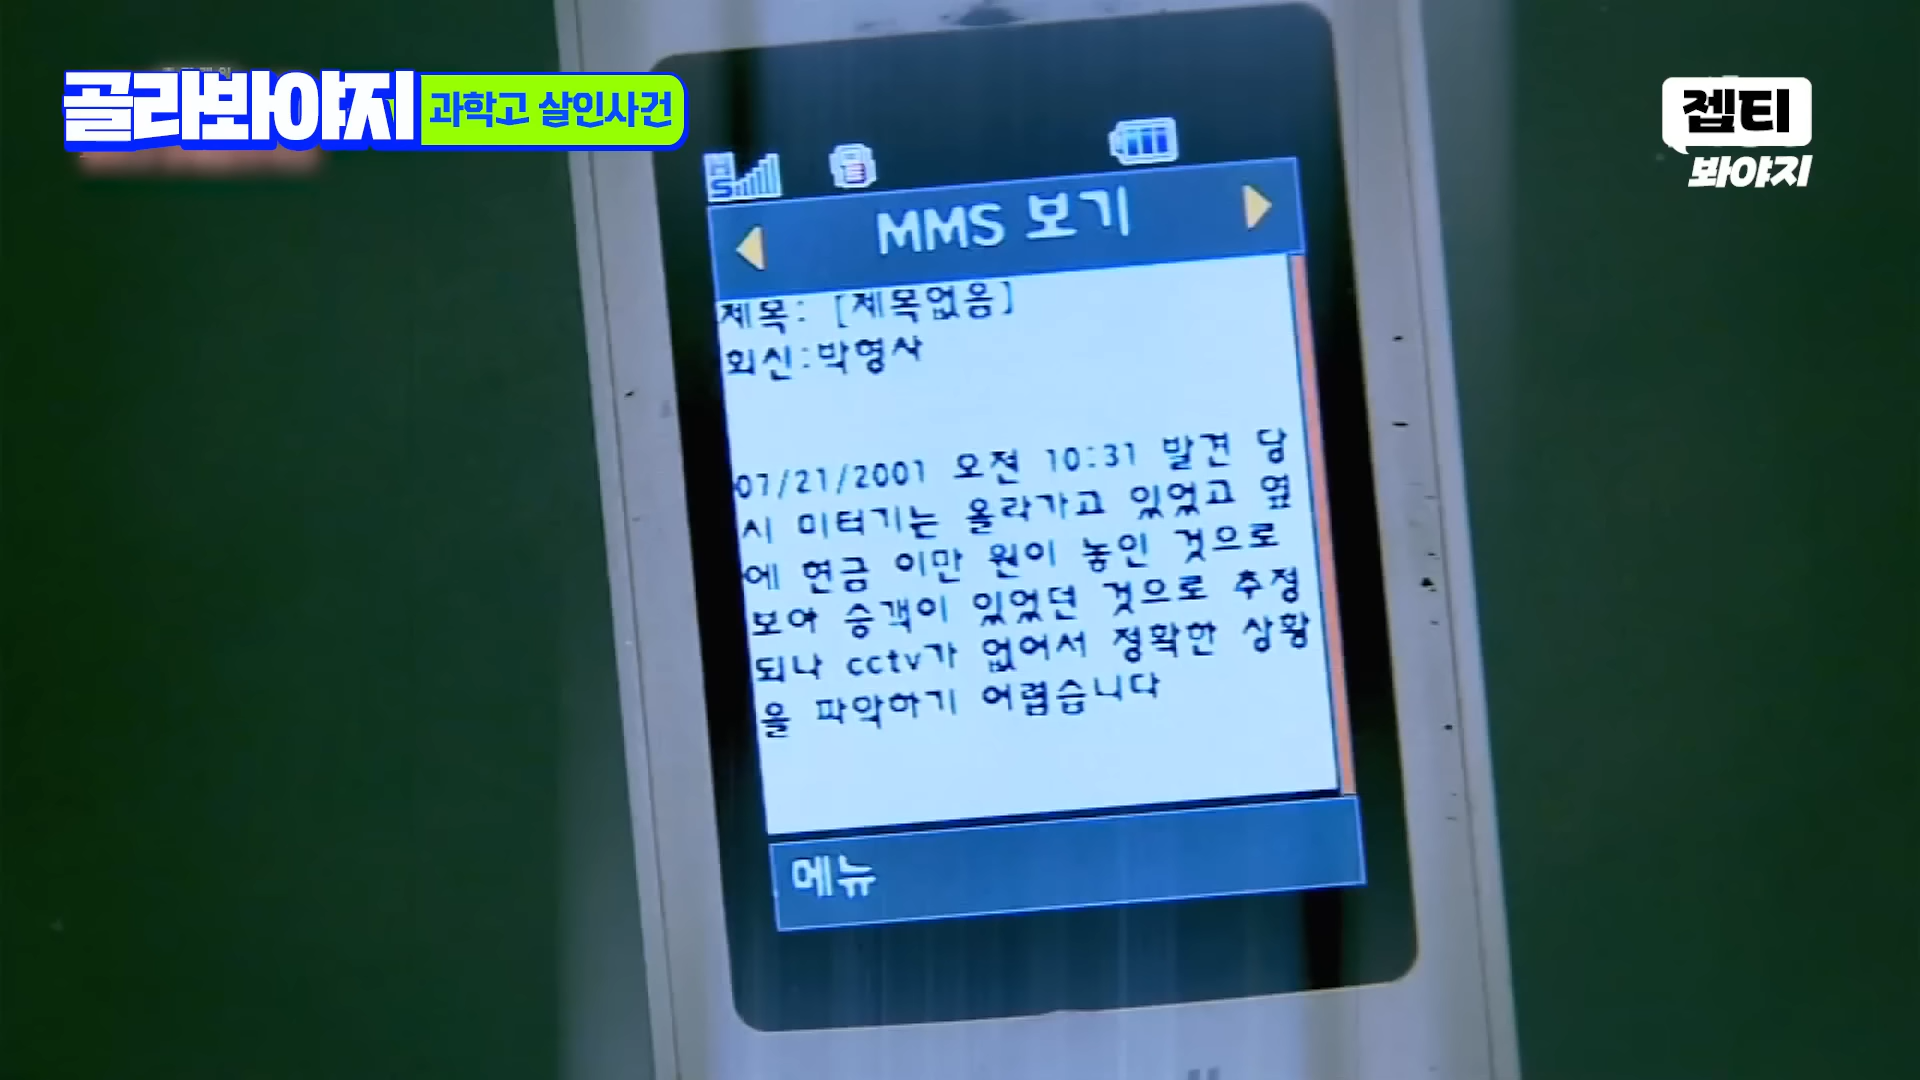 골라봐야지 과학고 살인사건
젭티
봐야지
MMS 보기
제목: [제목없음]
회신:박형사
07/21/2001 오전 10:31 발견 당
시 미터기는 올라가고 있었고 옆
에 현금 이만 원이 놓인 것으로
보아 승객이 있었던 것으로 추정
되나 cctv가 없어서 정확한 상황
을 파악하기 어렵습니다
메뉴